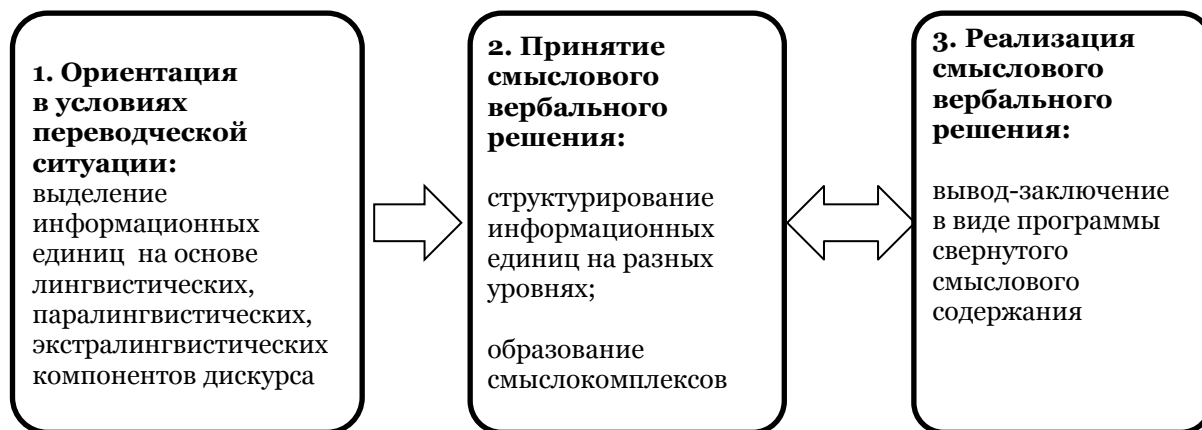 1. Ориентация
в условиях
переводческой
ситуации:
выделение
информационных
единиц на основе
лингвистических,
паралингвистических,
экстралингвистических
компонентов дискурса
2. Принятие
смыслового
вербального
решения:
структурирование
информационных
единиц на разных
уровнях;
образование
смыслокомплексов
3. Реализация
смыслового
вербального
решения:
вывод-заключение
в виде программы
свернутого
смыслового
содержания